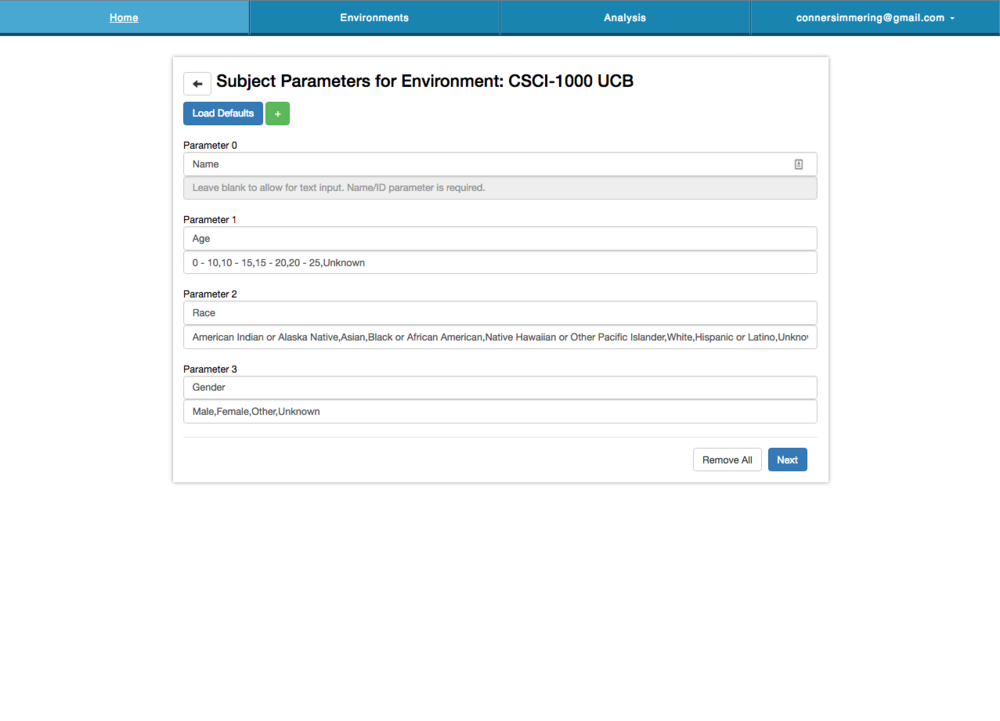 Home
Environments
Analysis
connersimmering@gmail.com
Subject Parameters for Environment: CSCI-1000 UCB
Load Defaults
+
Parameter 0
Name
Leave blank to allow for text input. Name/ID parameter is required.
Parameter 1
Age
0 - 10,10 - 15,15 - 20,20 - 25,Unknown
Parameter 2
Race
American Indian or Alaska Native,Asian,Black or African American,Native Hawaiian or Other Pacific Islander,White,Hispanic or Latino,Unknov
Parameter 3
Gender
Male,Female,Other,Unknown
Remove All
Next